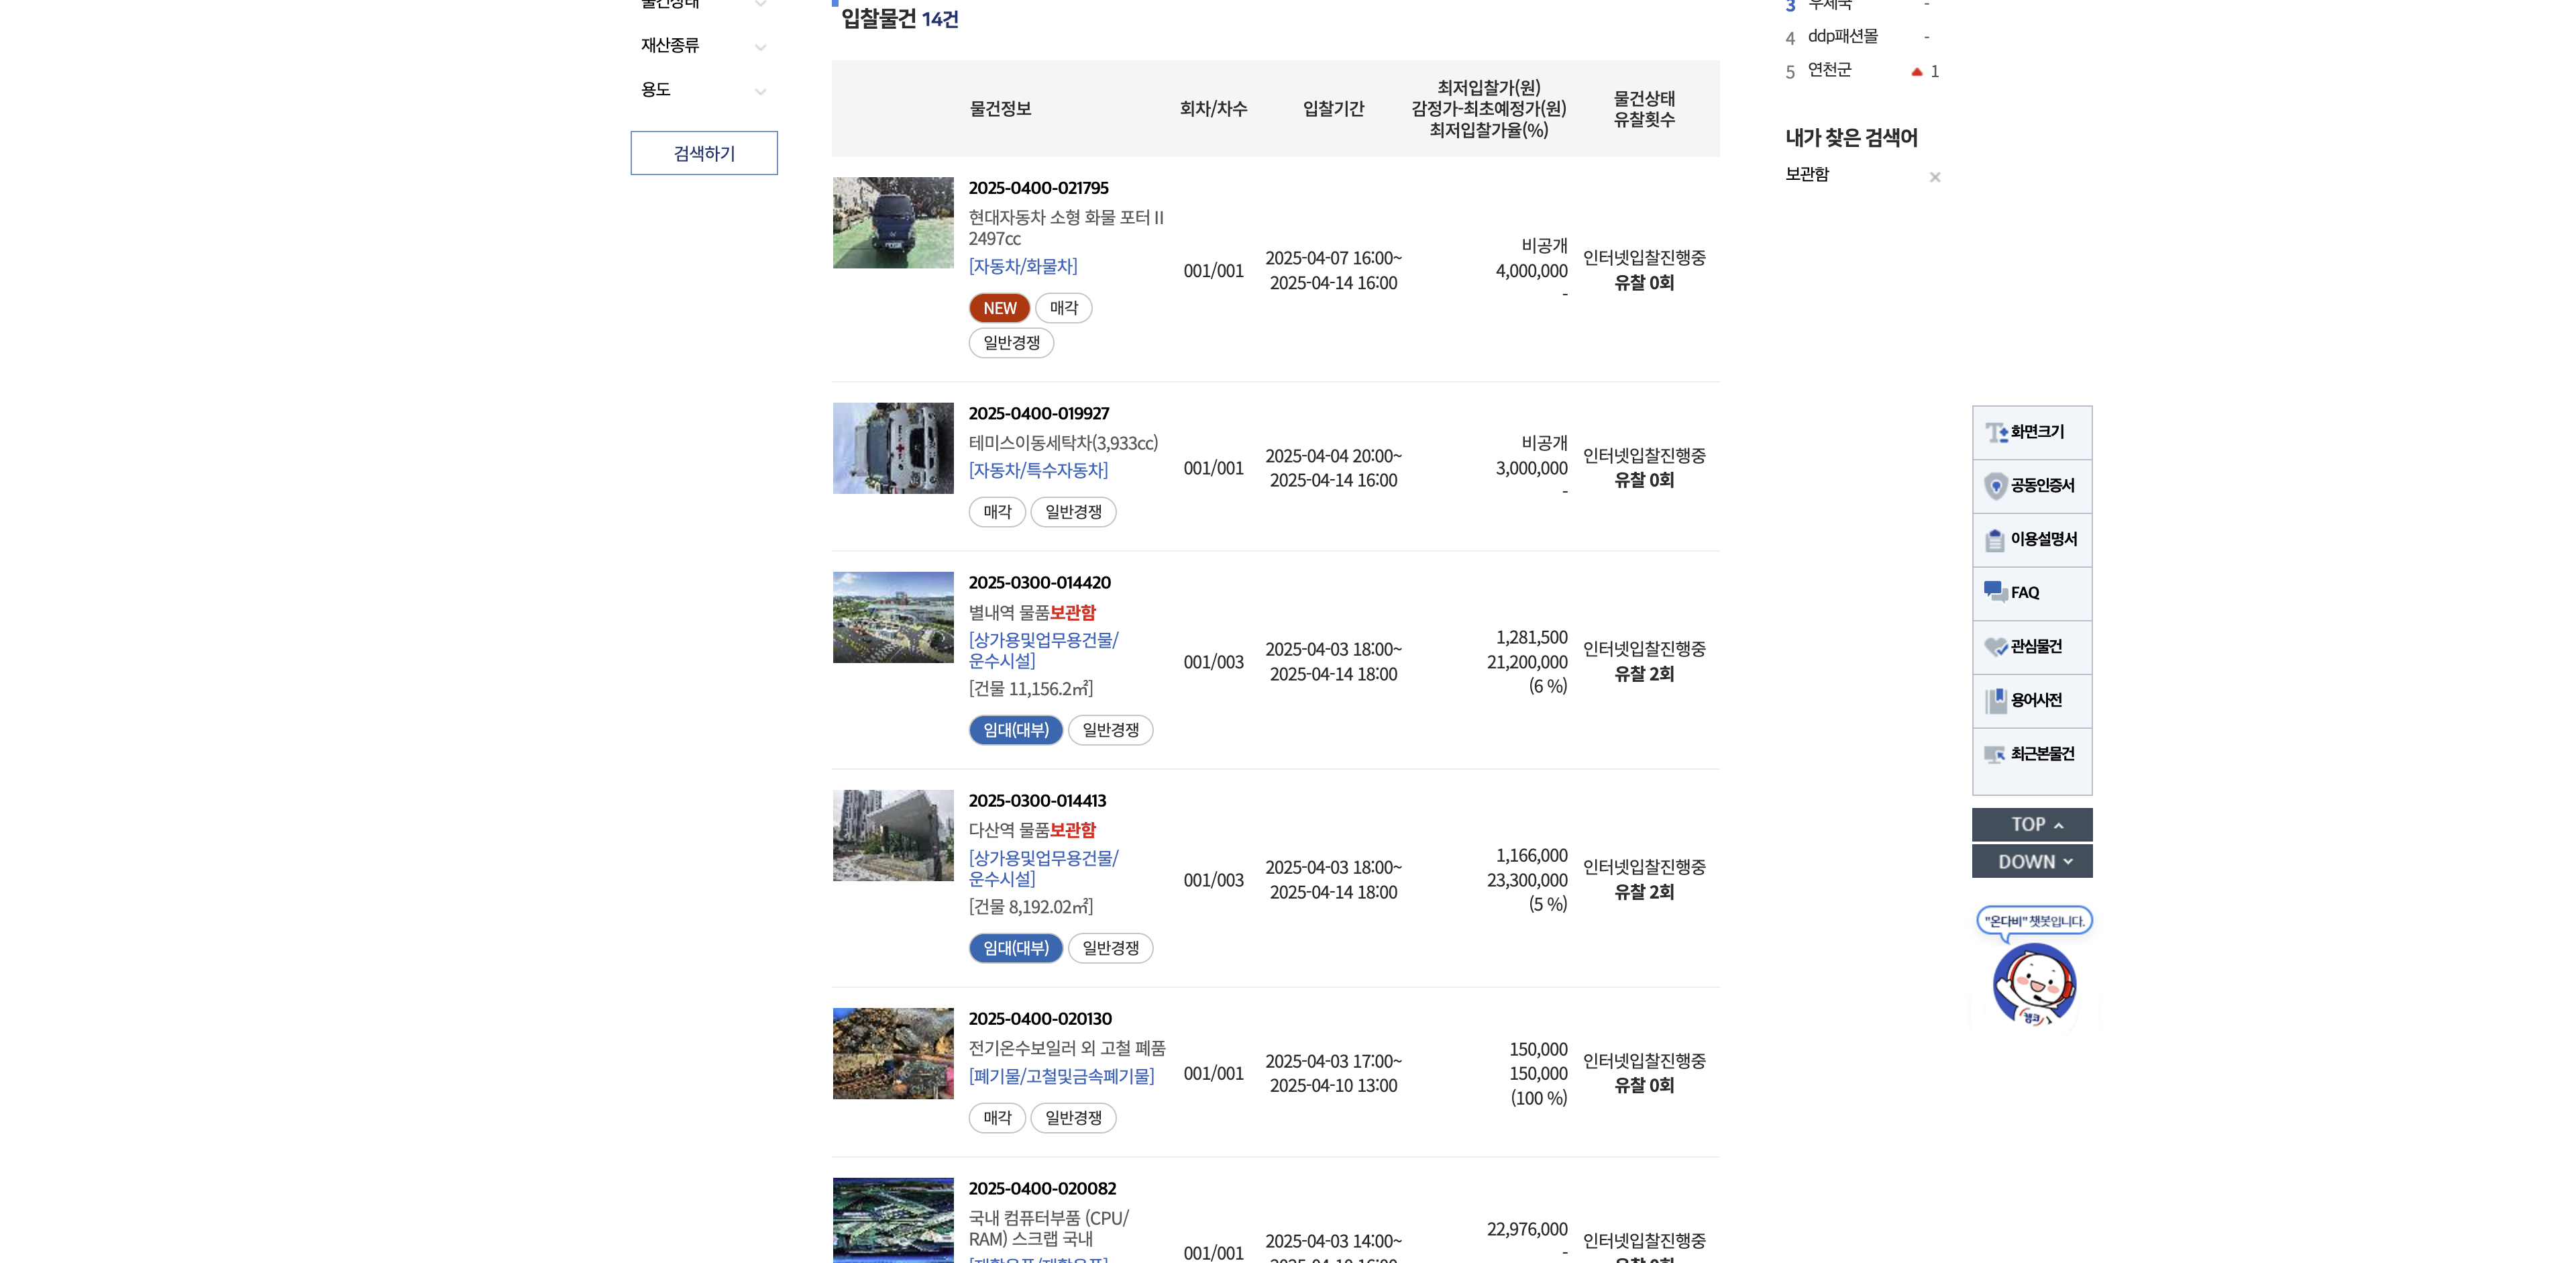 물건상태
재산종류
용도
검색하기
입찰물건 14건
물건정보
회차/차수
입찰기간
최저입찰가(원)
감정가-최초예정가(원)
최저입찰가율(%)
물건상태
유찰횟수
2025-0400-021795
현대자동차 소형 화물 포터Ⅱ
2497cc
[자동차/화물차]
NEW 매각
일반경쟁
001/001
2025-04-07 16:00~
2025-04-14 16:00
비공개
4,000,000
-
인터넷입찰진행중
유찰 0회
2025-0400-019927
테미스이동세탁차(3,933cc)
[자동차/특수자동차]
매각 일반경쟁
001/001
2025-04-04 20:00~
2025-04-14 16:00
비공개
3,000,000
-
인터넷입찰진행중
유찰 0회
2025-0300-014420
별내역 물품보관함
[상가용및업무용건물/
운수시설]
[건물 11,156.2㎡]
임대(대부) 일반경쟁
001/003
2025-04-03 18:00~
2025-04-14 18:00
1,281,500
21,200,000
(6 %)
인터넷입찰진행중
유찰 2회
2025-0300-014413
다산역 물품보관함
[상가용및업무용건물/
운수시설]
[건물 8,192.02㎡]
임대(대부) 일반경쟁
001/003
2025-04-03 18:00~
2025-04-14 18:00
1,166,000
23,300,000
(5 %)
인터넷입찰진행중
유찰 2회
2025-0400-020130
전기온수보일러 외 고철 폐품
[폐기물/고철및금속폐기물]
매각 일반경쟁
001/001
2025-04-03 17:00~
2025-04-10 13:00
150,000
150,000
(100 %)
인터넷입찰진행중
유찰 0회
2025-0400-020082
국내 컴퓨터부품 (CPU/
RAM) 스크랩 국내
001/001
2025-04-03 14:00~
22,976,000
-
인터넷입찰진행중
3 우체국 -
4 ddp패션몰 -
5 연천군 ▲ 1
내가 찾은 검색어
보관함 ×
화면크기
공동인증서
이용설명서
FAQ
관심물건
용어사전
최근본물건
TOP
DOWN
"온다비" 챗봇입니다.
캠코